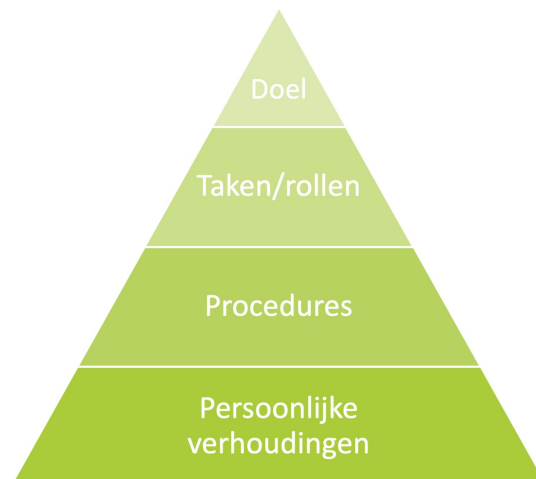 Doel
Taken/rollen
Procedures
Persoonlijke
verhoudingen